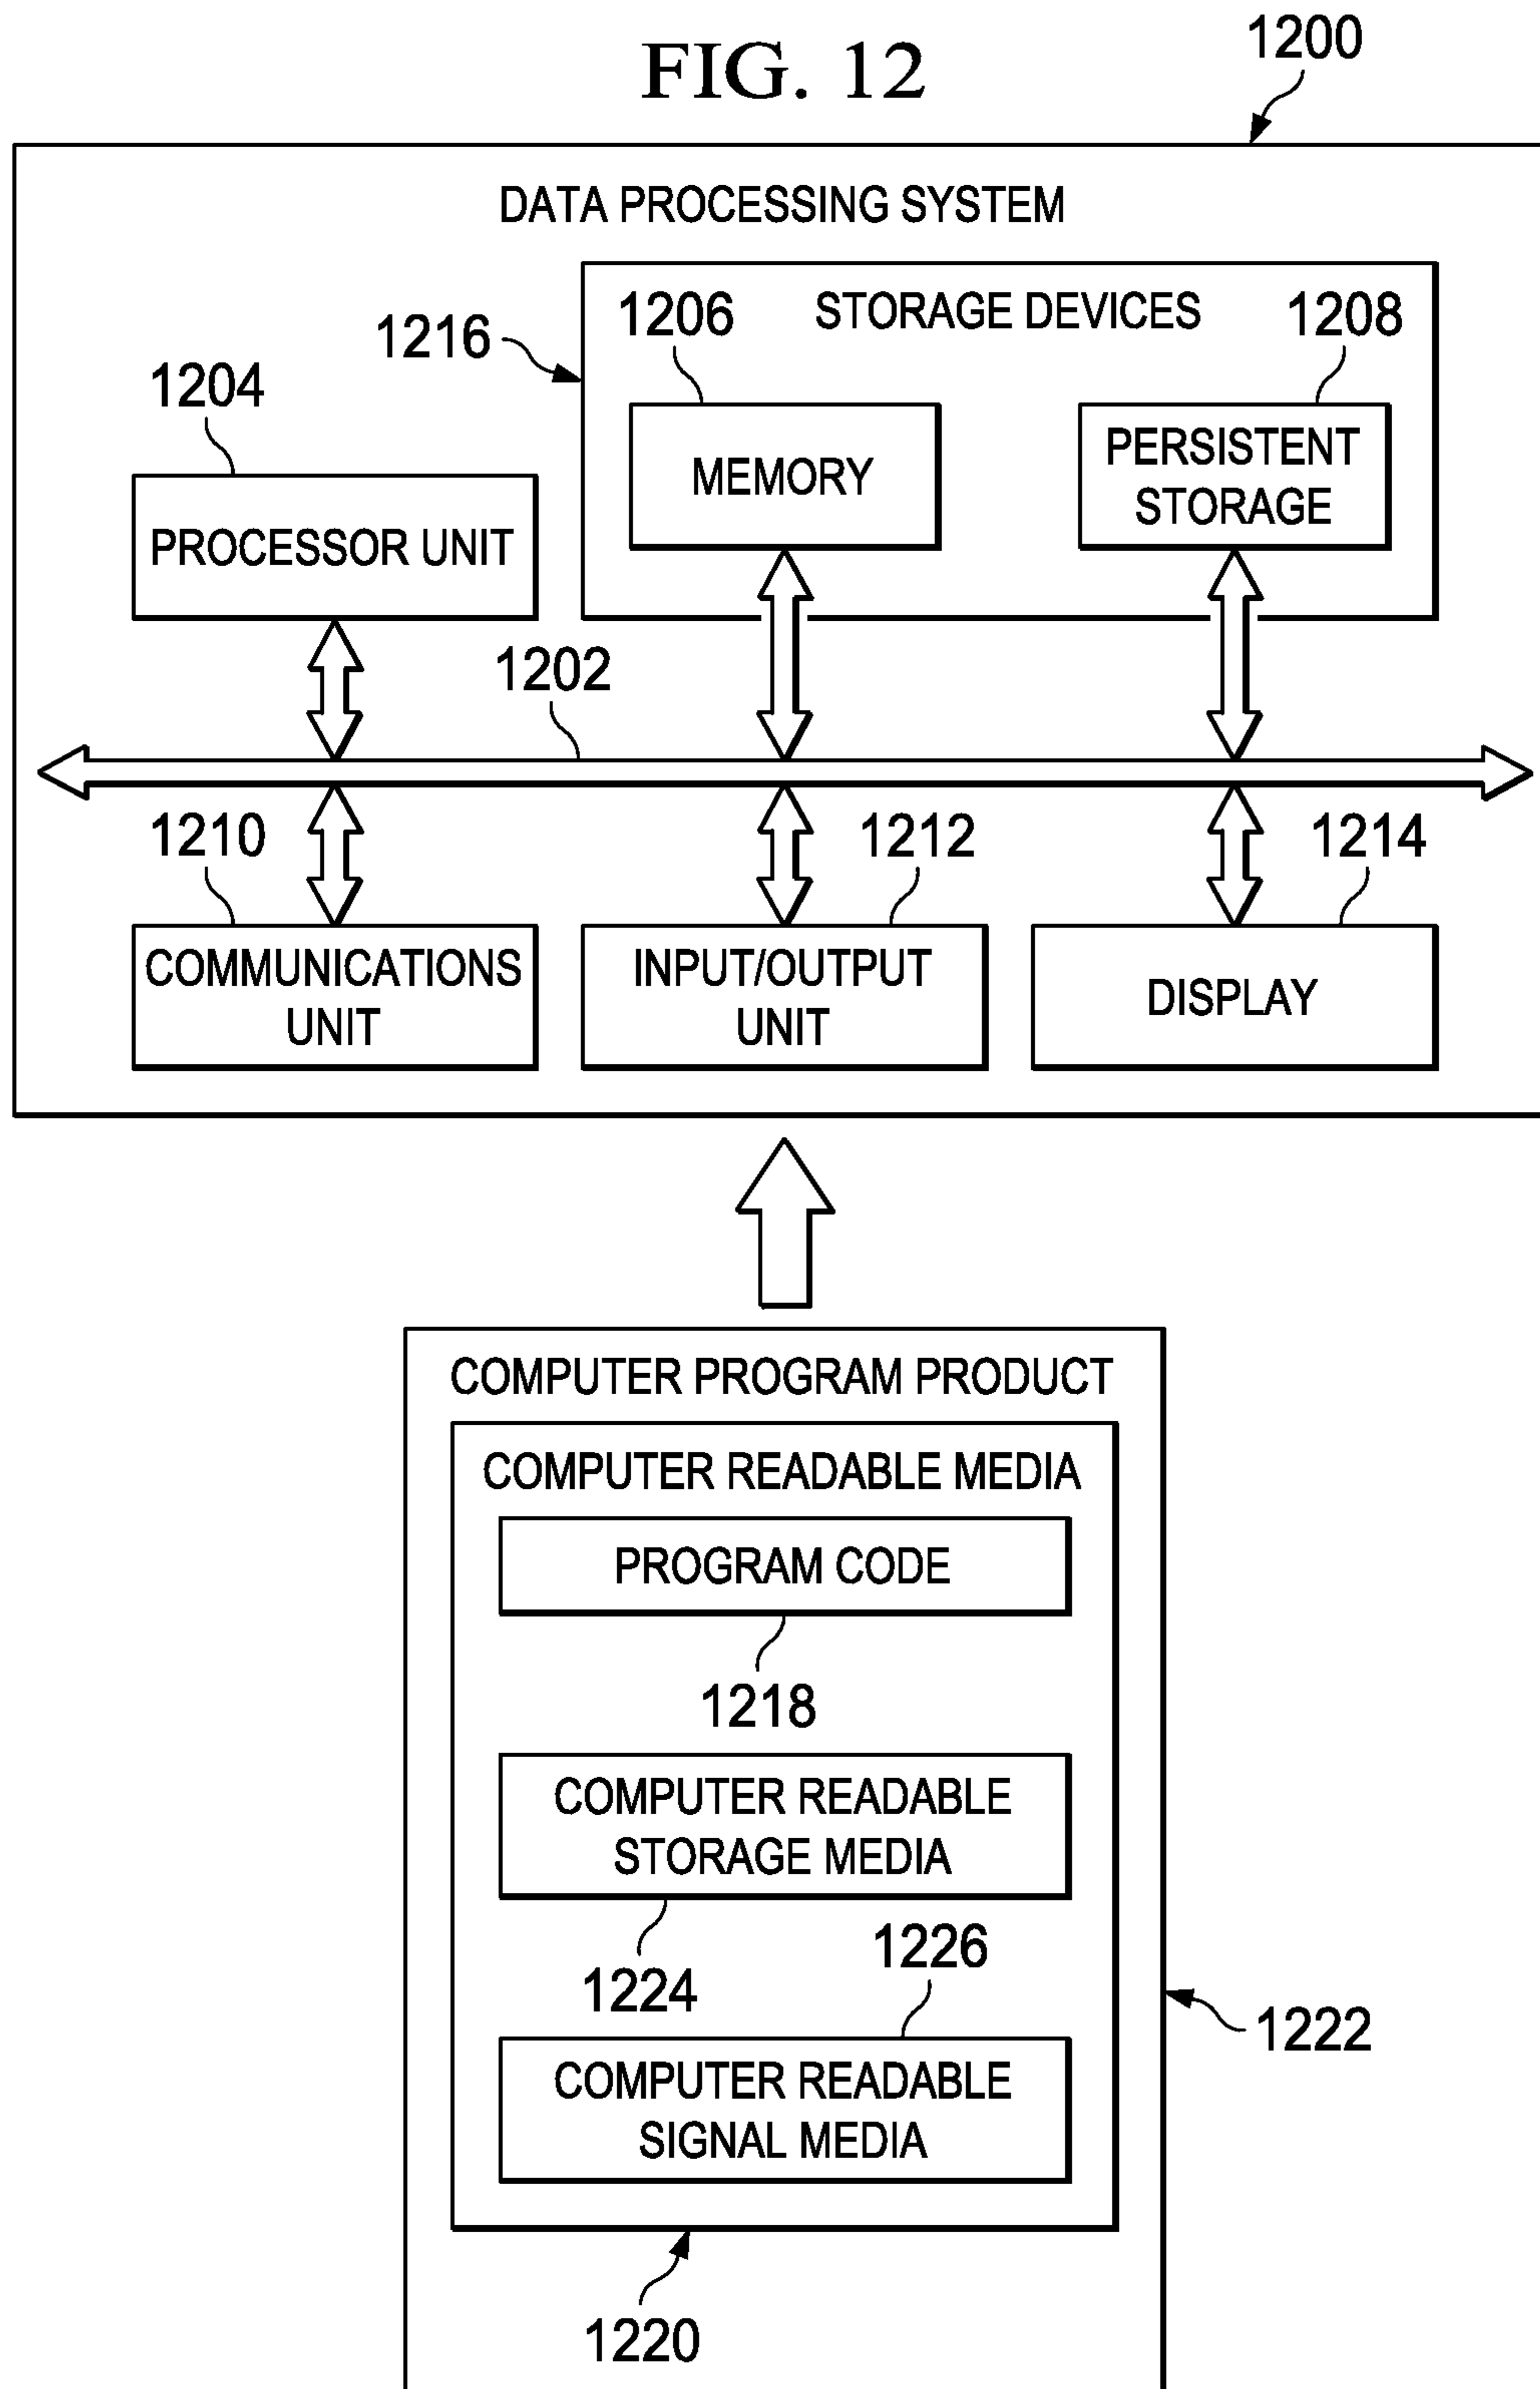 FIG. 12
1200
DATA PROCESSING SYSTEM
1216
1206
STORAGE DEVICES
1208
1204
MEMORY
PERSISTENT
STORAGE
PROCESSOR UNIT
1202
1210
1212
1214
COMMUNICATIONS
UNIT
INPUT/OUTPUT
UNIT
DISPLAY
COMPUTER PROGRAM PRODUCT
COMPUTER READABLE MEDIA
PROGRAM CODE
1218
COMPUTER READABLE
STORAGE MEDIA
1224
1226
1222
COMPUTER READABLE
SIGNAL MEDIA
1220